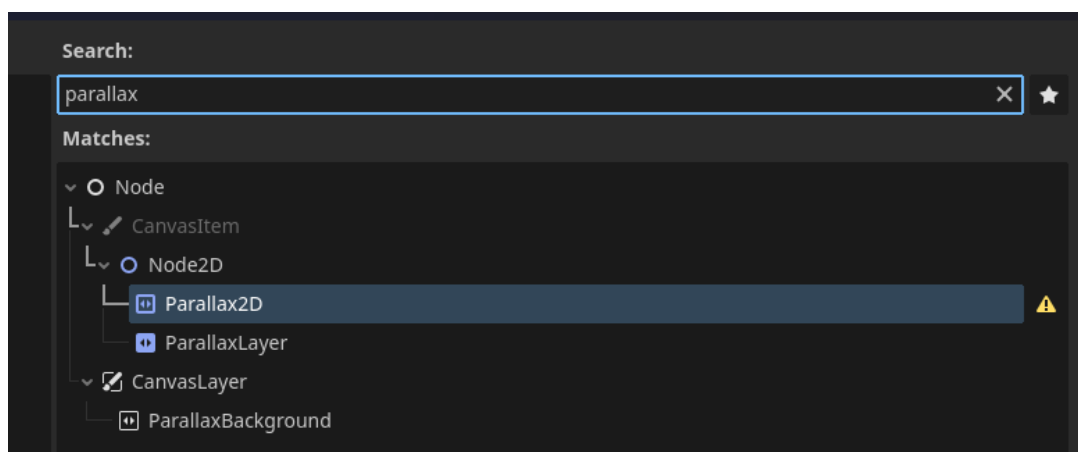 Search:
parallax
Matches:
Node
CanvasItem
Node2D
Parallax2D
ParallaxLayer
CanvasLayer
ParallaxBackground